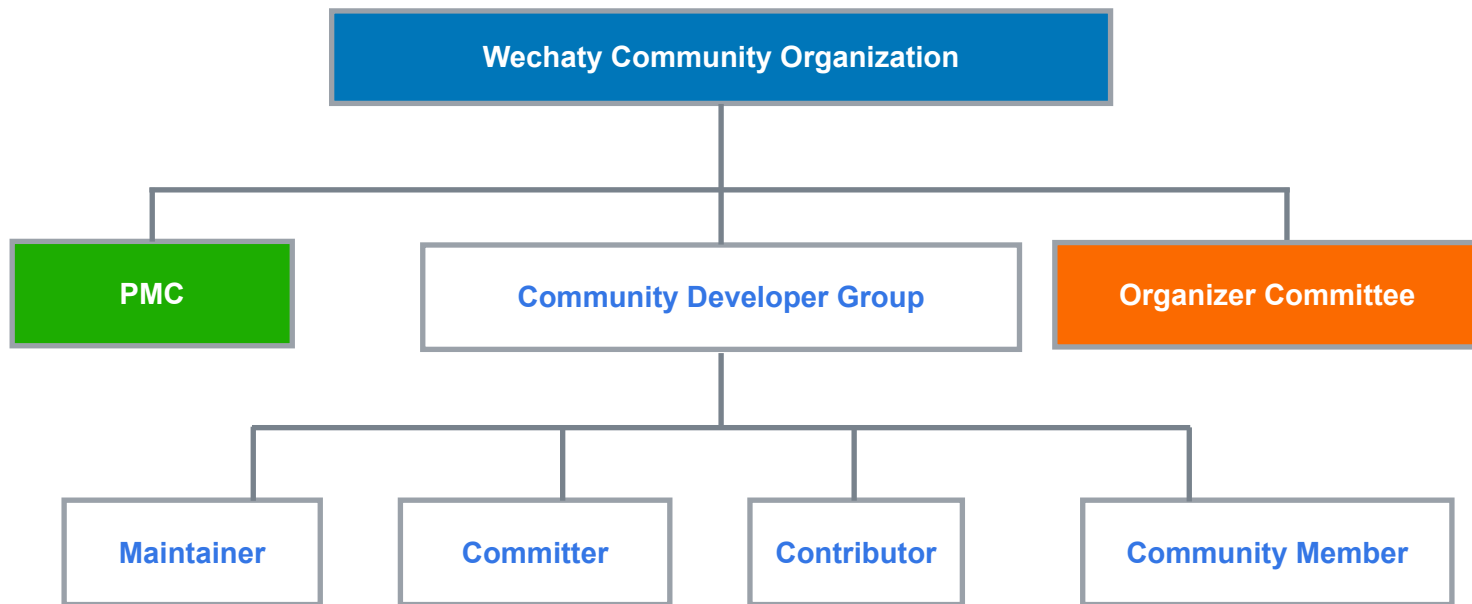 Wechaty Community Organization
PMC
Community Developer Group
Organizer Committee
Maintainer
Committer
Contributor
Community Member